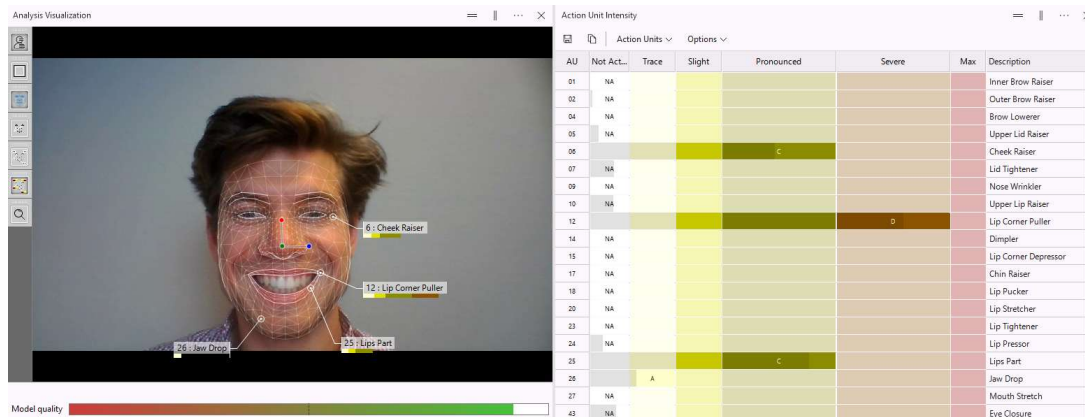 Analysis Visualization
6 : Cheek Raiser
12 : Lip Corner Puller
25 : Lips Part
26 : Jaw Drop
Model quality
Action Unit Intensity
Action Units Options
AU Not Act... Trace Slight Pronounced Severe Max Description
01 NA Inner Brow Raiser
02 NA Outer Brow Raiser
04 NA Brow Lowerer
05 NA Upper Lid Raiser
06 C Cheek Raiser
07 NA Lid Tightener
09 NA Nose Wrinkler
10 NA Upper Lip Raiser
12 D Lip Corner Puller
14 NA Dimpler
15 NA Lip Corner Depressor
17 NA Chin Raiser
18 NA Lip Pucker
20 NA Lip Stretcher
23 NA Lip Tightener
24 NA Lip Pressor
25 C Lips Part
26 A Jaw Drop
27 NA Mouth Stretch
43 NA Eye Closure